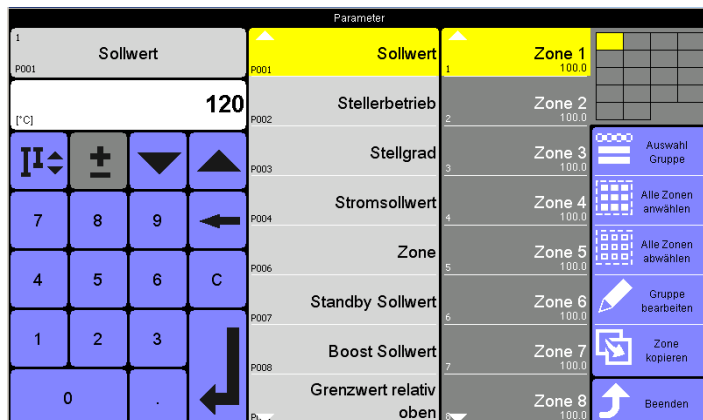 Parameter
1
Sollwert
P001
120
[°C]
7
8
9
4
5
6
C
1
2
3
0
.
Sollwert
P001
Stellerbetrieb
P002
Stellgrad
P003
Stromsollwert
P004
Zone
P006
Standby Sollwert
P007
Boost Sollwert
P008
Grenzwert relativ
oben
Zone 1
1
100.0
Zone 2
2
100.0
Zone 3
3
100.0
Zone 4
4
100.0
Zone 5
5
100.0
Zone 6
6
100.0
Zone 7
7
100.0
Zone 8
100.0
Auswahl
Gruppe
Alle Zonen
anwählen
Alle Zonen
abwählen
Gruppe
bearbeiten
Zone
kopieren
Beenden